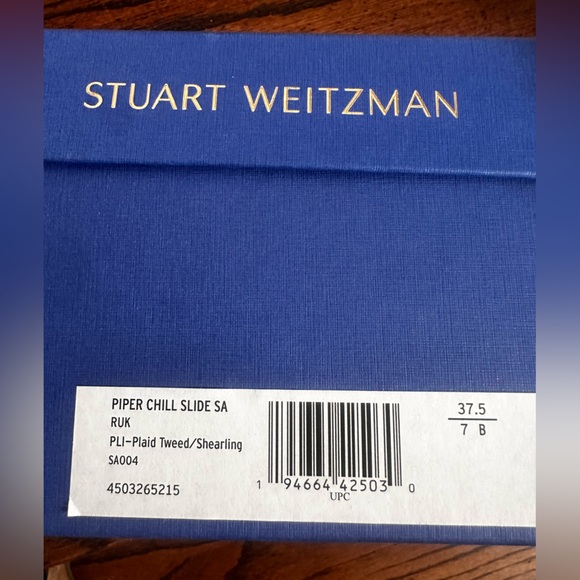 STUART WEITZMAN
PIPER CHILL SLIDE SA
RUK
PLI-Plaid Tweed/Shearling
SA004
4503265215
1 94664 42503 0
UPC
37.5
7 B